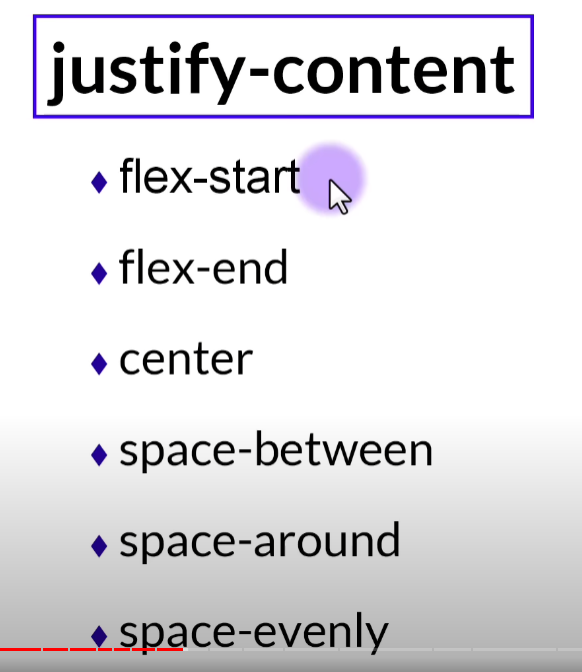 justify-content
flex-start
flex-end
center
space-between
space-around
space-evenly